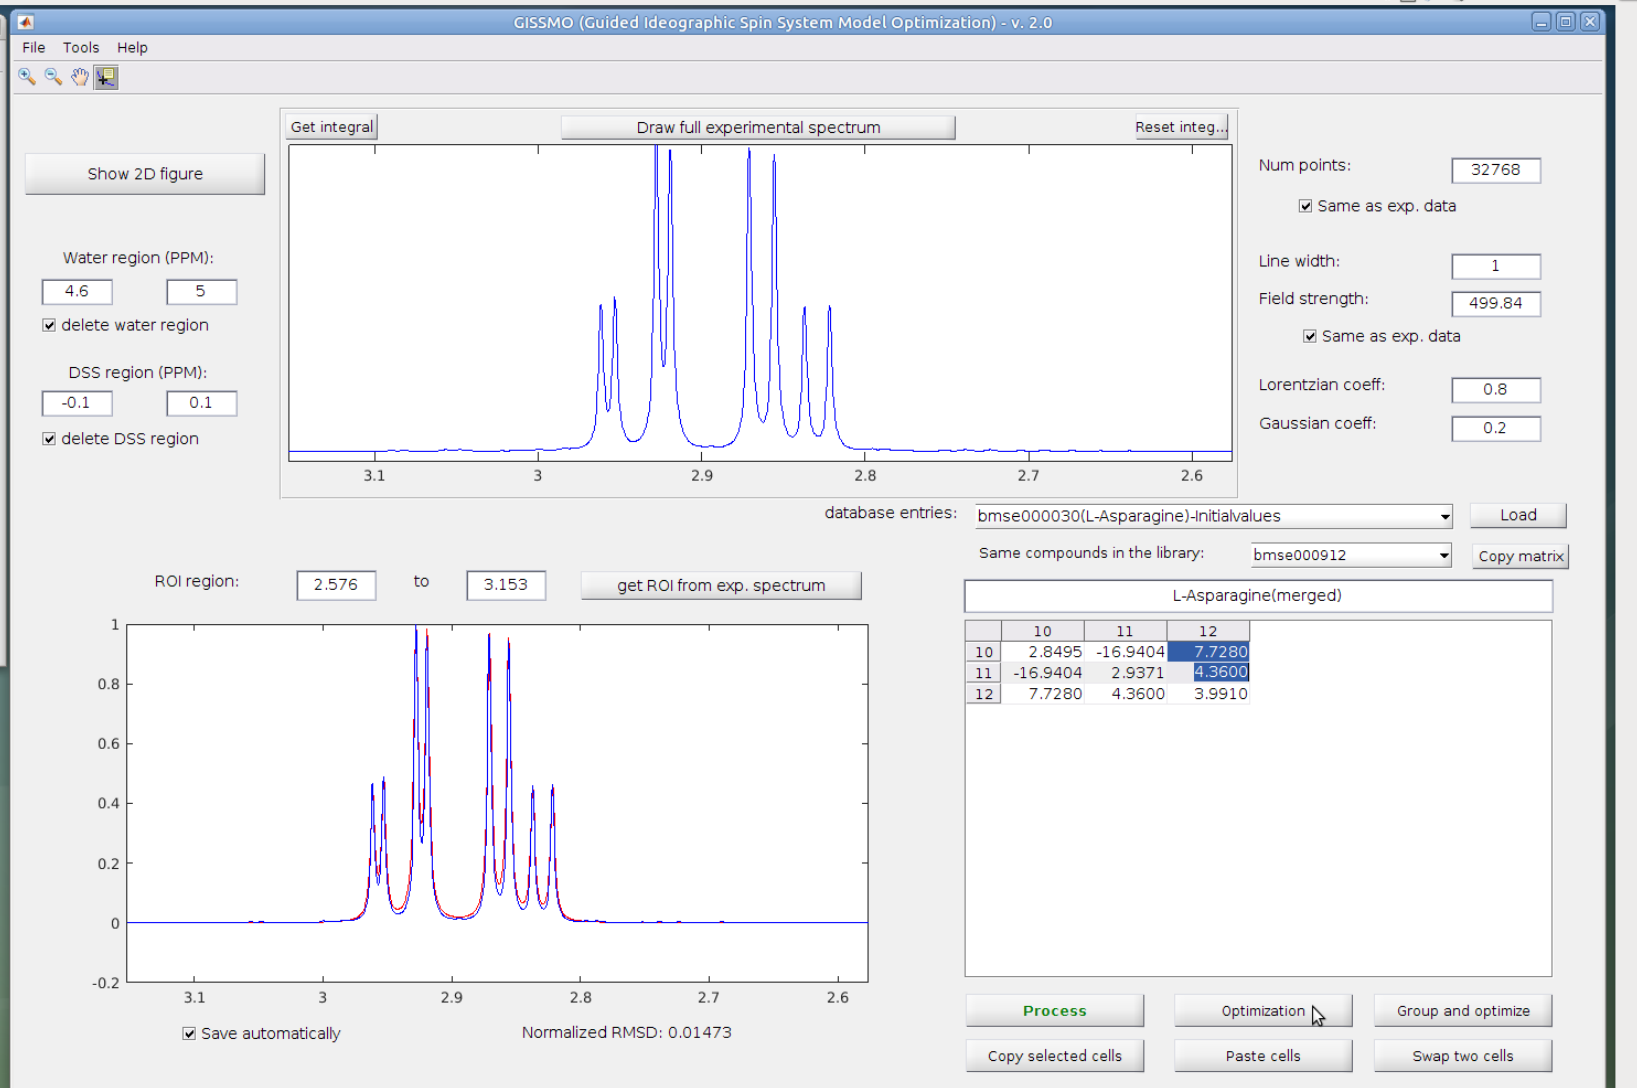 GISSMO (Guided Ideographic Spin System Model Optimization) - v. 2.0
File Tools Help
Get integral Draw full experimental spectrum Reset integ...
Show 2D figure
Water region (PPM):
4.6 5
delete water region
DSS region (PPM):
-0.1 0.1
delete DSS region
3.1 3 2.9 2.8 2.7 2.6
Num points: 32768
Same as exp. data
Line width: 1
Field strength: 499.84
Same as exp. data
Lorentzian coeff: 0.8
Gaussian coeff: 0.2
database entries: bmse000030(L-Asparagine)-Initialvalues Load
Same compounds in the library: bmse000912 Copy matrix
ROI region: 2.576 to 3.153 get ROI from exp. spectrum
L-Asparagine(merged)
10 11 12
10 2.8495 -16.9404 7.7280
11 -16.9404 2.9371 4.3600
12 7.7280 4.3600 3.9910
1
0.8
0.6
0.4
0.2
0
-0.2
3.1 3 2.9 2.8 2.7 2.6
Save automatically Normalized RMSD: 0.01473
Process Optimization Group and optimize
Copy selected cells Paste cells Swap two cells